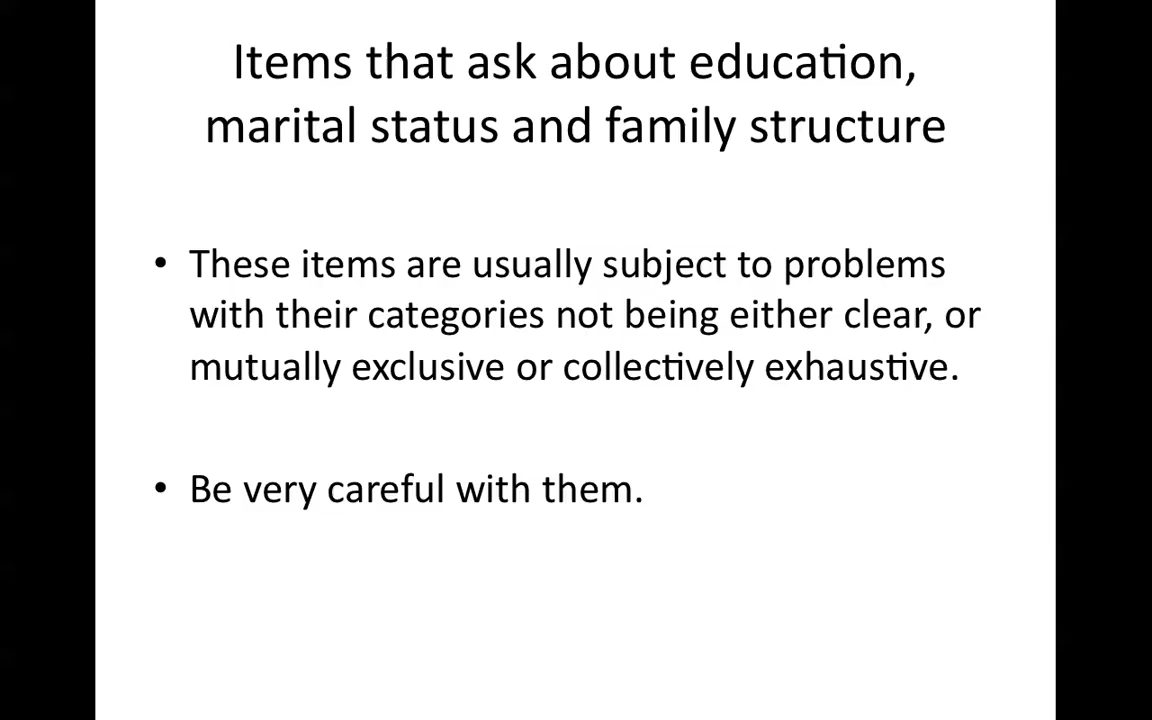 Items that ask about education,
marital status and family structure
• These items are usually subject to problems
with their categories not being either clear, or
mutually exclusive or collectively exhaustive.
• Be very careful with them.